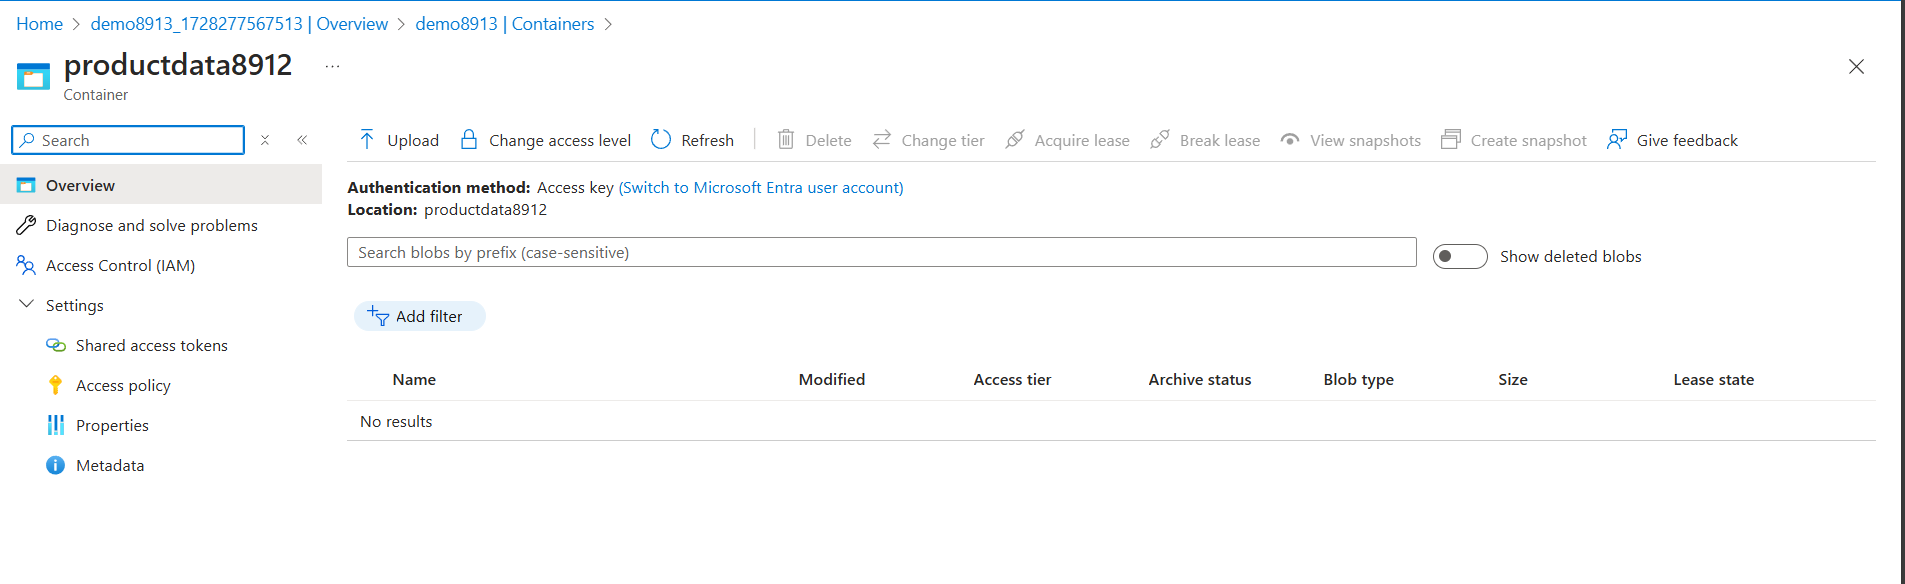 Home > demo8913_1728277567513 | Overview > demo8913 | Containers >
productdata8912 ...
Container
Search
Upload Change access level Refresh Delete Change tier Acquire lease Break lease View snapshots Create snapshot Give feedback
Overview
Diagnose and solve problems
Access Control (IAM)
Settings
Shared access tokens
Access policy
Properties
Metadata
Authentication method: Access key (Switch to Microsoft Entra user account)
Location: productdata8912
Search blobs by prefix (case-sensitive)
Show deleted blobs
Add filter
Name Modified Access tier Archive status Blob type Size Lease state
No results